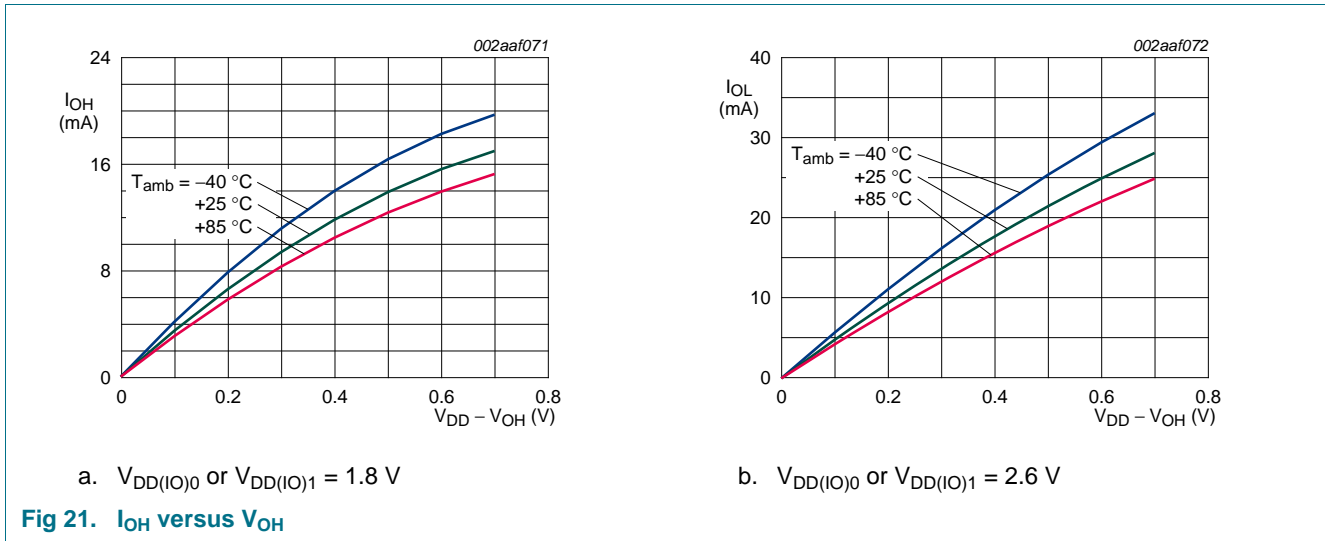 002aaf071
24
I_OH
(mA)
16
T_amb = −40 °C
+25 °C
+85 °C
8
0
0 0.2 0.4 0.6 0.8
V_DD − V_OH (V)
a. V_DD(IO)0 or V_DD(IO)1 = 1.8 V
002aaf072
40
I_OL
(mA)
30
T_amb = −40 °C
+25 °C
+85 °C
20
10
0
0 0.2 0.4 0.6 0.8
V_DD − V_OH (V)
b. V_DD(IO)0 or V_DD(IO)1 = 2.6 V
Fig 21. I_OH versus V_OH